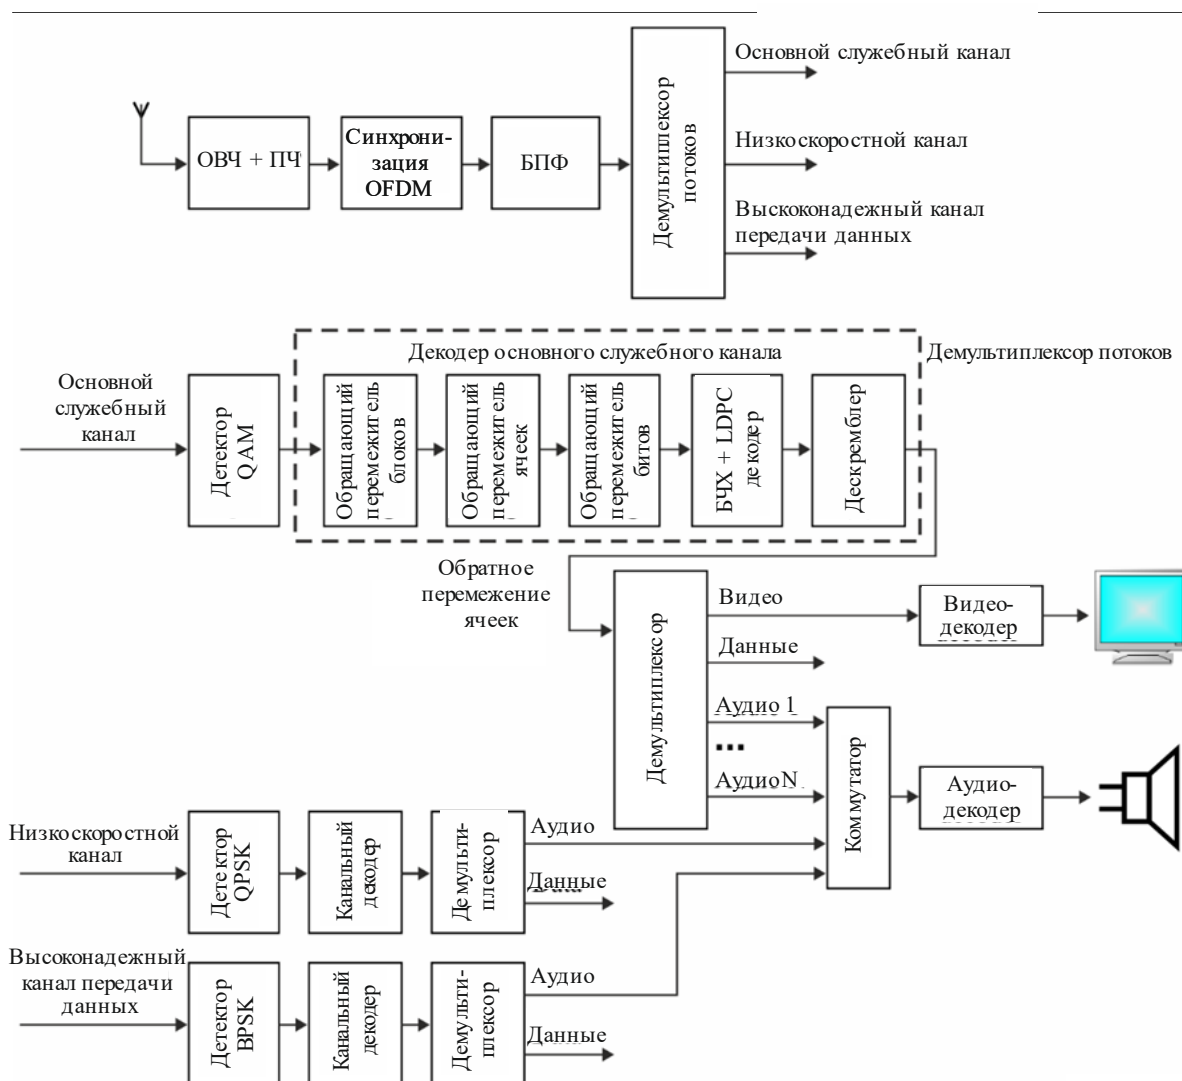 ОВЧ + ПЧ
Синхрони-
зация
OFDM
БПФ
Демультиплексор
потоков
Основной служебный канал
Низкоскоростной канал
Выскоконадежный канал
передачи данных
Декодер основного служебного канала
Демультиплексор потоков
Основной
служебный
канал
Детектор
QAM
Обращающий
перемежитель
блоков
Обращающий
перемежитель
ячеек
Обращающий
перемежитель
битов
БЧХ + LDPC
декодер
Дескремблер
Обратное
перемежение
ячеек
Демультиплексор
Видео
Данные
Аудио 1
...
Аудио N
Видео-
декодер
Коммутатор
Аудио-
декодер
Низкоскоростной
канал
Детектор
QPSK
Канальный
декодер
Демульти-
плексор
Аудио
Данные
Высоконадежный
канал передачи
данных
Детектор
BPSK
Канальный
декодер
Демульти-
плексор
Аудио
Данные